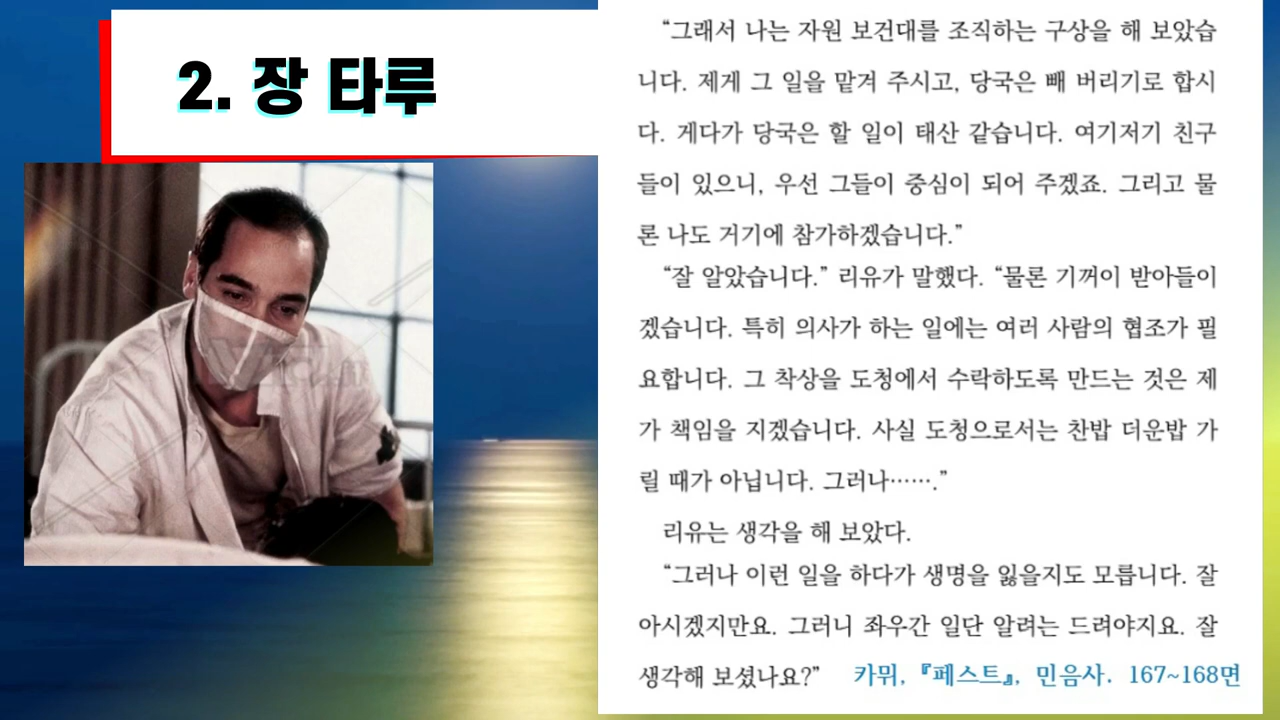 2. 장 타루
“그래서 나는 자원 보건대를 조직하는 구상을 해 보았습
니다. 제게 그 일을 맡겨 주시고, 당국은 빼 버리기로 합시
다. 게다가 당국은 할 일이 태산 같습니다. 여기저기 친구
들이 있으니, 우선 그들이 중심이 되어 주겠죠. 그리고 물
론 나도 거기에 참가하겠습니다.”
“잘 알았습니다.” 리유가 말했다. “물론 기꺼이 받아들이
겠습니다. 특히 의사가 하는 일에는 여러 사람의 협조가 필
요합니다. 그 착상을 도청에서 수락하도록 만드는 것은 제
가 책임을 지겠습니다. 사실 도청으로서는 찬밥 더운밥 가
릴 때가 아닙니다. 그러나…….”
리유는 생각을 해 보았다.
“그러나 이런 일을 하다가 생명을 잃을지도 모릅니다. 잘
아시겠지만요. 그러니 좌우간 일단 알려는 드려야지요. 잘
생각해 보셨나요?” 카뮈, 『페스트』, 민음사. 167~168면